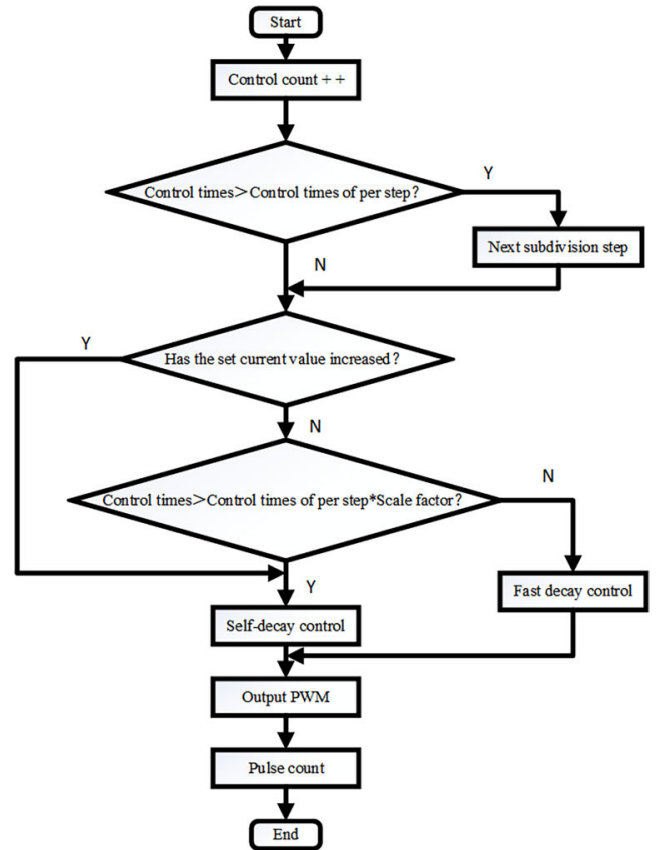 Start
Control count + +
Control times＞Control times of per step？
Y
Next subdivision step
N
Y
Has the set current value increased？
N
Control times＞Control times of per step*Scale factor？
N
Y
Fast decay control
Self-decay control
Output PWM
Pulse count
End